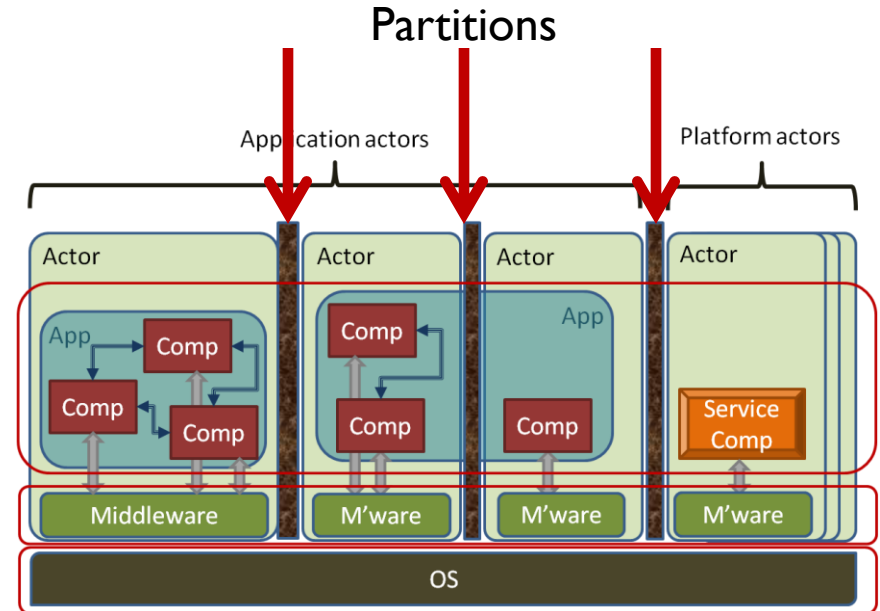 Partitions
Application actors
Platform actors
Actor
Actor
Actor
Actor
App
Comp
Comp
Comp
Comp
App
Comp
Comp
Service
Comp
Middleware
M'ware
M'ware
M'ware
OS